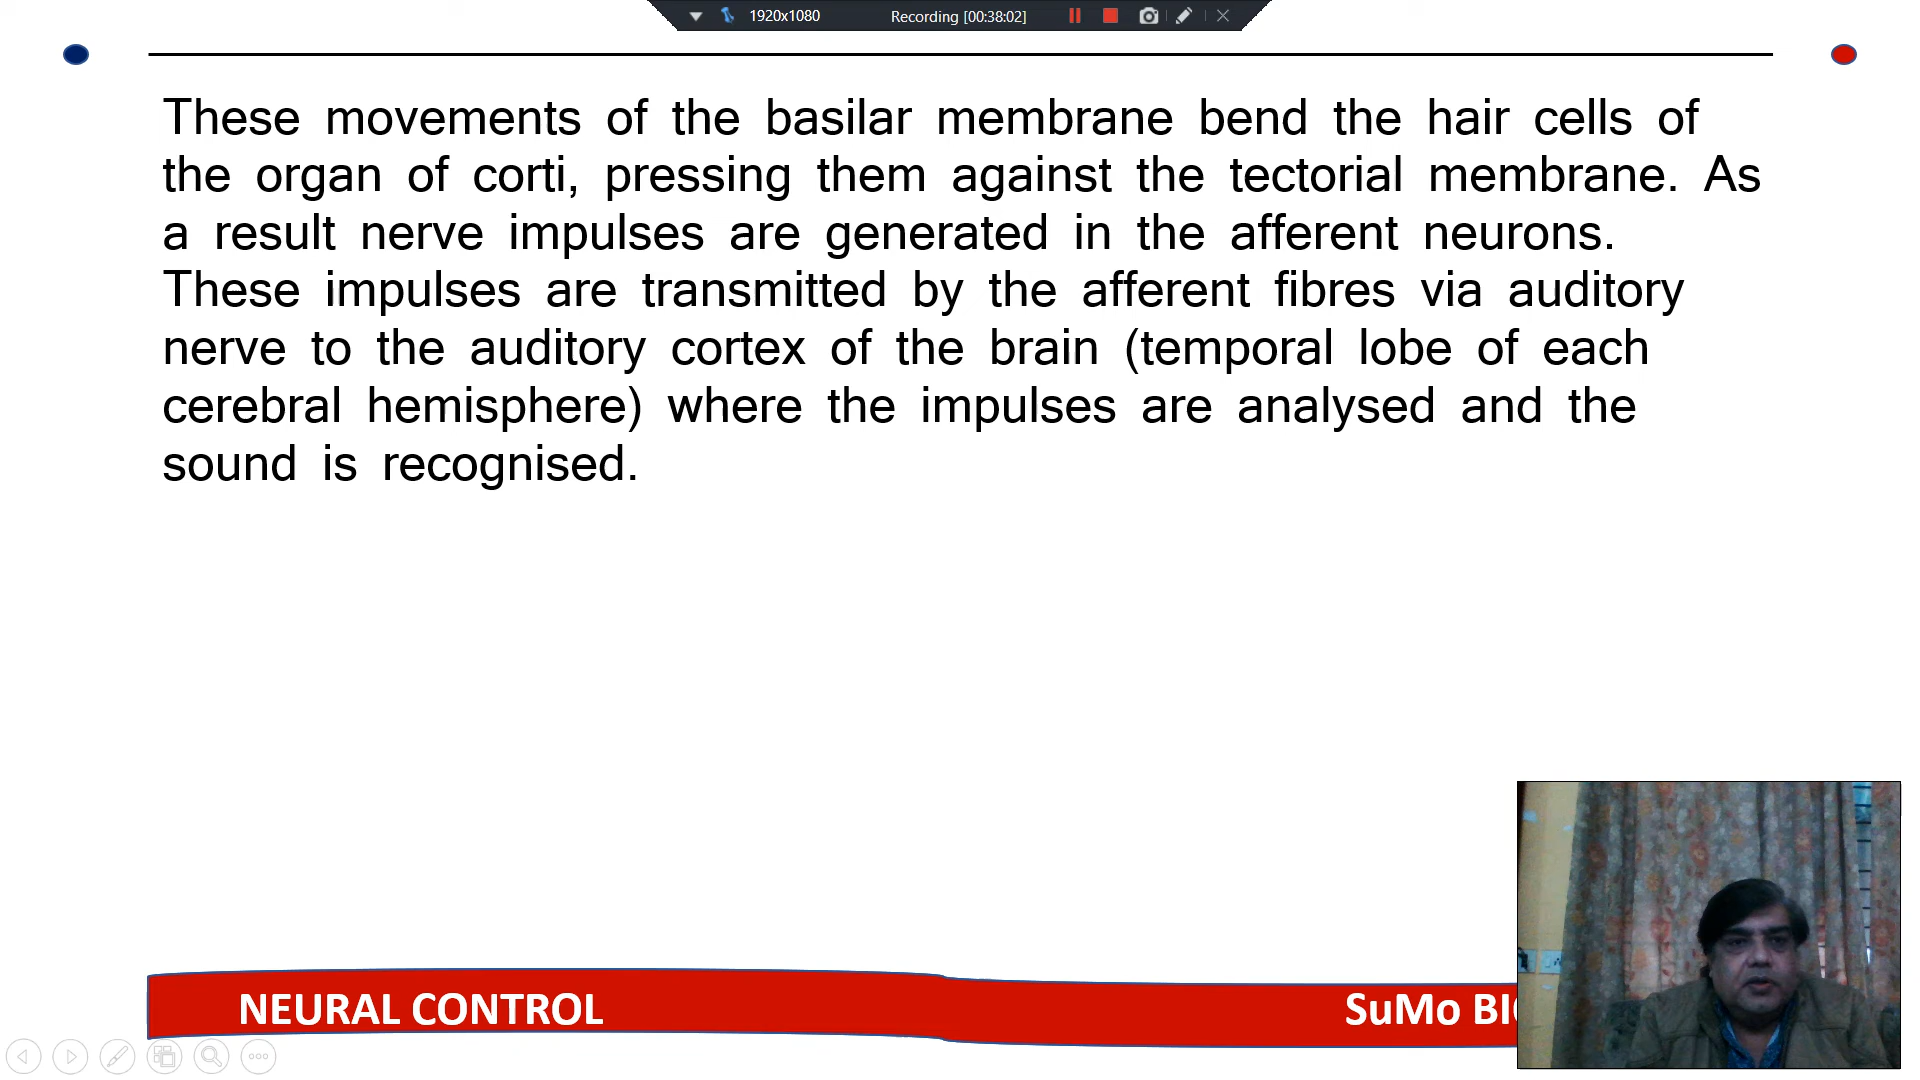 1920x1080 Recording [00:38:02]
These movements of the basilar membrane bend the hair cells of
the organ of corti, pressing them against the tectorial membrane. As
a result nerve impulses are generated in the afferent neurons.
These impulses are transmitted by the afferent fibres via auditory
nerve to the auditory cortex of the brain (temporal lobe of each
cerebral hemisphere) where the impulses are analysed and the
sound is recognised.
NEURAL CONTROL
SuMo